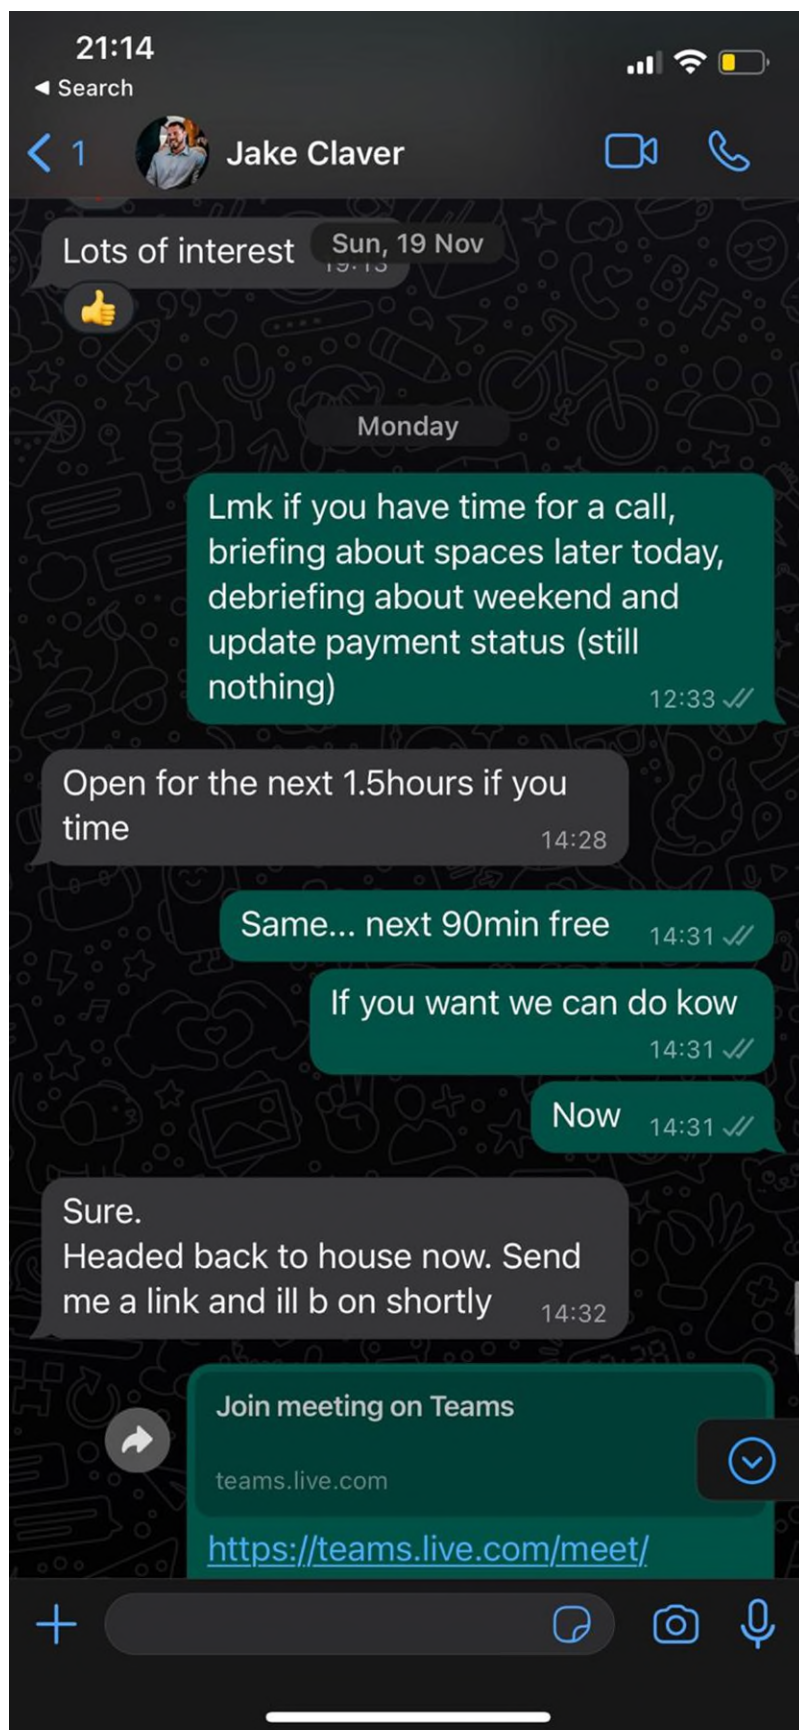 21:14
Search
1
Jake Claver
Lots of interest
Sun, 19 Nov
19:13
Monday
Lmk if you have time for a call,
briefing about spaces later today,
debriefing about weekend and
update payment status (still
nothing)
12:33
Open for the next 1.5hours if you
time
14:28
Same... next 90min free
14:31
If you want we can do kow
14:31
Now
14:31
Sure.
Headed back to house now. Send
me a link and ill b on shortly
14:32
Join meeting on Teams
teams.live.com
https://teams.live.com/meet/